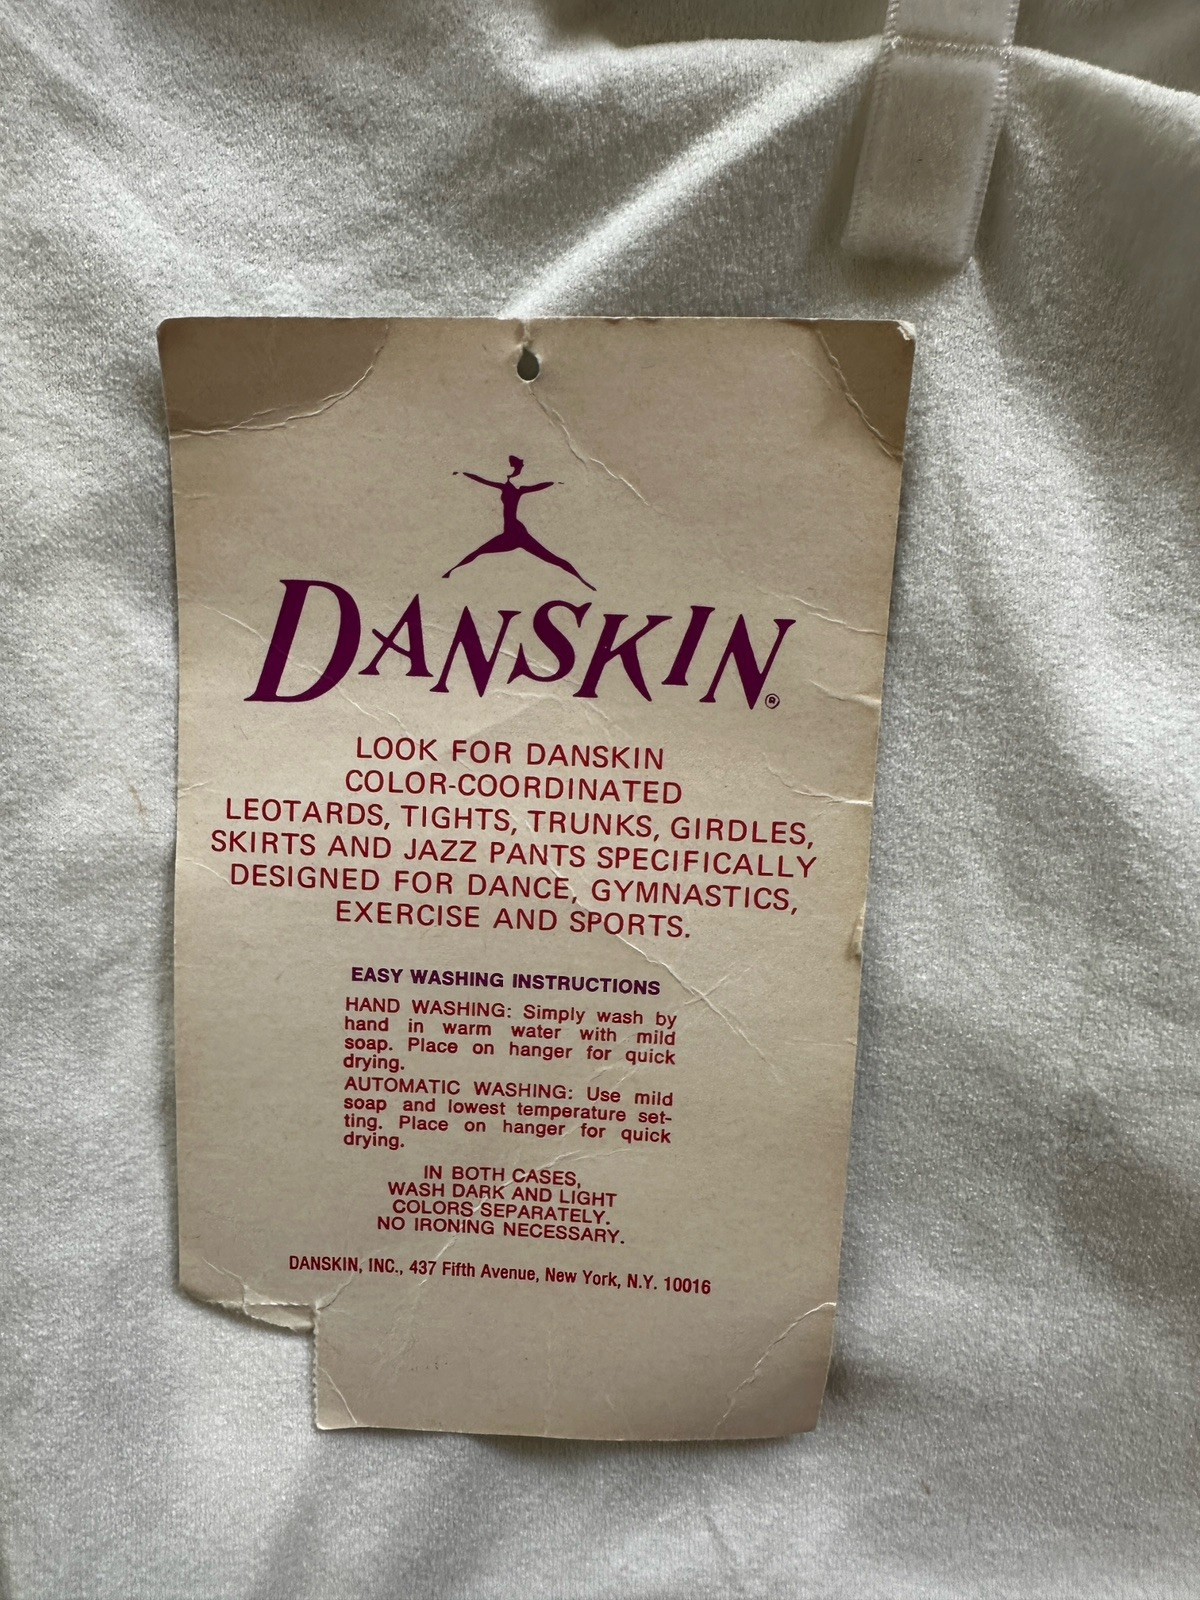 DANSKIN®
LOOK FOR DANSKIN
COLOR-COORDINATED
LEOTARDS, TIGHTS, TRUNKS, GIRDLES,
SKIRTS AND JAZZ PANTS SPECIFICALLY
DESIGNED FOR DANCE, GYMNASTICS,
EXERCISE AND SPORTS.
EASY WASHING INSTRUCTIONS
HAND WASHING: Simply wash by
hand in warm water with mild
soap. Place on hanger for quick
drying.
AUTOMATIC WASHING: Use mild
soap and lowest temperature set-
ting. Place on hanger for quick
drying.
IN BOTH CASES,
WASH DARK AND LIGHT
COLORS SEPARATELY.
NO IRONING NECESSARY.
DANSKIN, INC., 437 Fifth Avenue, New York, N.Y. 10016